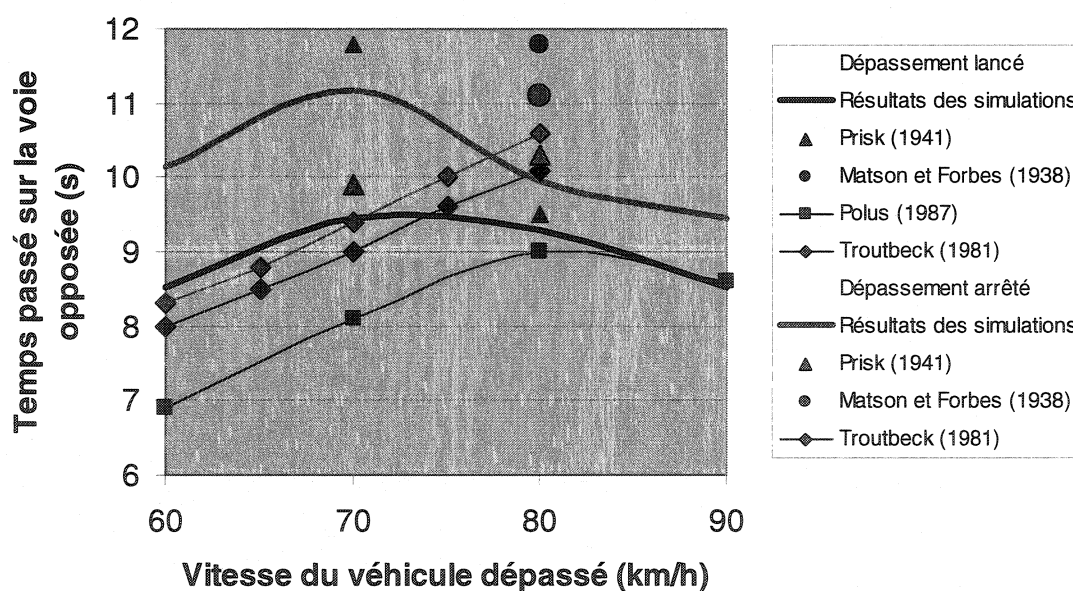 12
11
10
9
8
7
6
60
70
80
90
Temps passé sur la voie
opposée (s)
Vitesse du véhicule dépassé (km/h)
Dépassement lancé
Résultats des simulations
Prisk (1941)
Matson et Forbes (1938)
Polus (1987)
Troutbeck (1981)
Dépassement arrêté
Résultats des simulations
Prisk (1941)
Matson et Forbes (1938)
Troutbeck (1981)